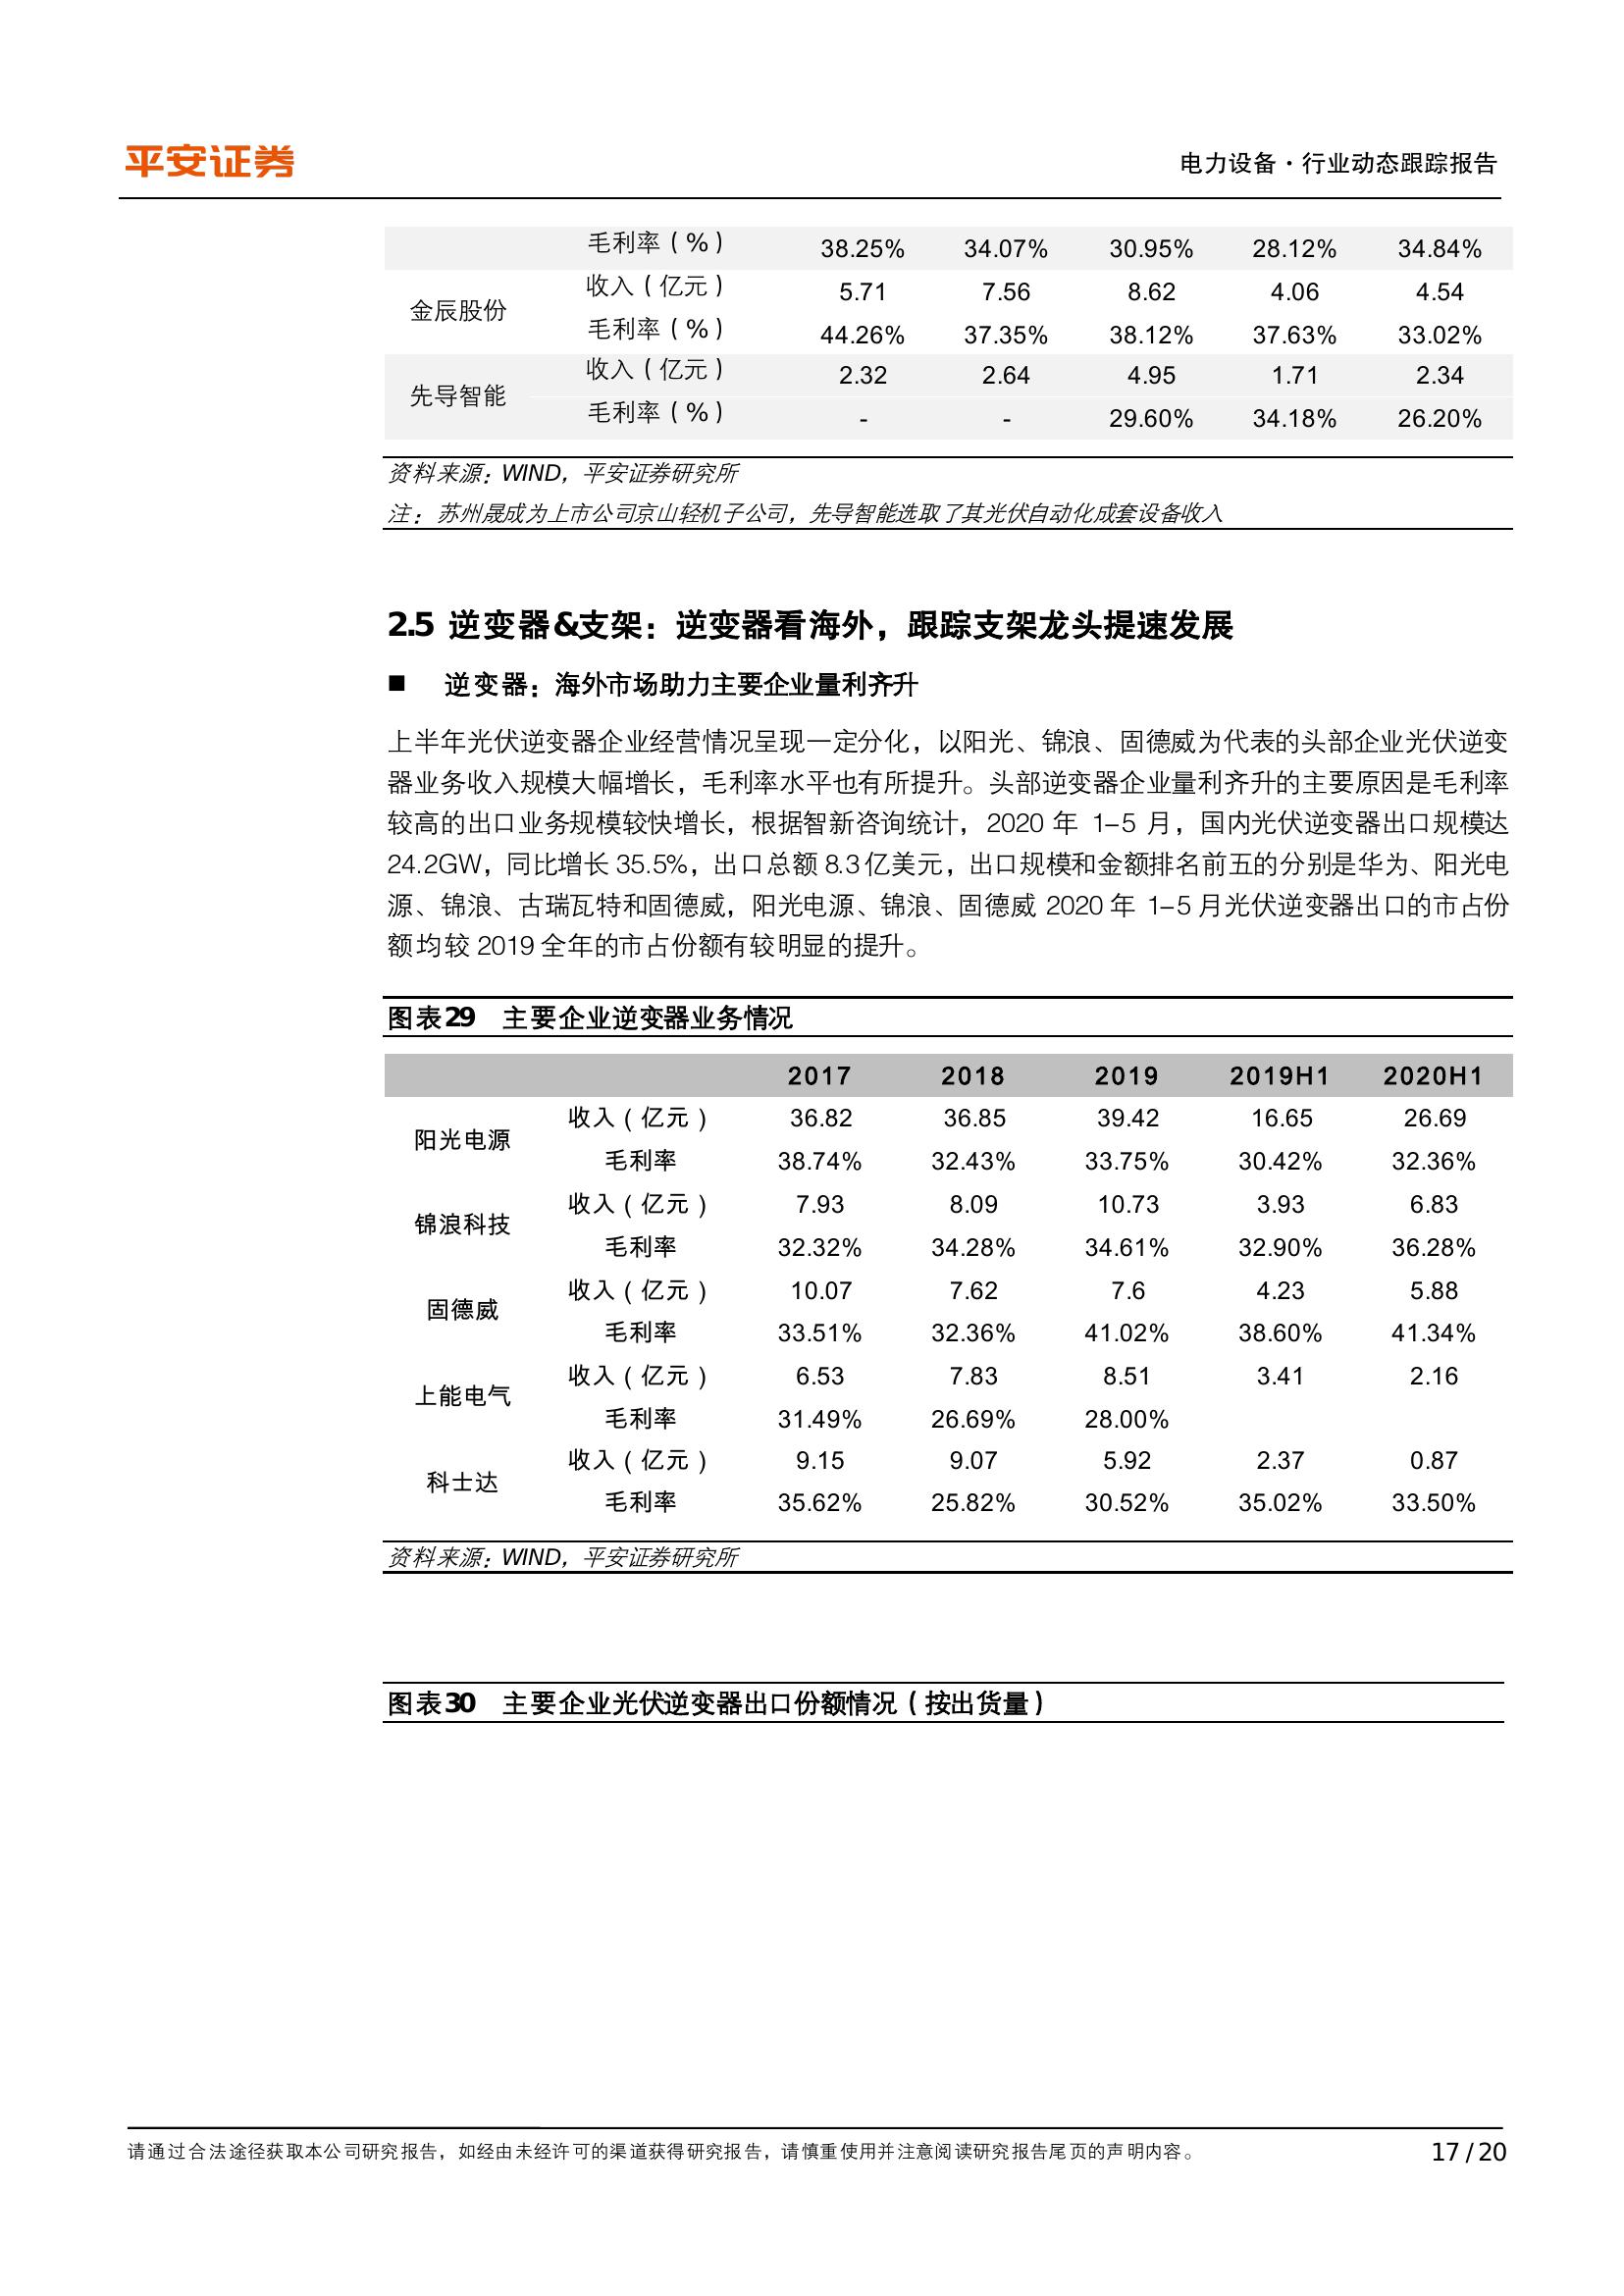 平安证券
电力设备·行业动态跟踪报告
毛利率（%） 38.25% 34.07% 30.95% 28.12% 34.84%
金辰股份
收入（亿元） 5.71 7.56 8.62 4.06 4.54
毛利率（%） 44.26% 37.35% 38.12% 37.63% 33.02%
先导智能
收入（亿元） 2.32 2.64 4.95 1.71 2.34
毛利率（%） - - 29.60% 34.18% 26.20%
资料来源：WIND，平安证券研究所
注：苏州晟成为上市公司京山轻机子公司，先导智能选取了其光伏自动化成套设备收入
2.5 逆变器&支架：逆变器看海外，跟踪支架龙头提速发展
■ 逆变器：海外市场助力主要企业量利齐升
上半年光伏逆变器企业经营情况呈现一定分化，以阳光、锦浪、固德威为代表的头部企业光伏逆变
器业务收入规模大幅增长，毛利率水平也有所提升。头部逆变器企业量利齐升的主要原因是毛利率
较高的出口业务规模较快增长，根据智新咨询统计，2020 年 1-5 月，国内光伏逆变器出口规模达
24.2GW，同比增长 35.5%，出口总额 8.3 亿美元，出口规模和金额排名前五的分别是华为、阳光电
源、锦浪、古瑞瓦特和固德威，阳光电源、锦浪、固德威 2020 年 1-5 月光伏逆变器出口的市占份
额均较 2019 全年的市占份额有较明显的提升。
图表29 主要企业逆变器业务情况
2017 2018 2019 2019H1 2020H1
阳光电源
收入（亿元） 36.82 36.85 39.42 16.65 26.69
毛利率 38.74% 32.43% 33.75% 30.42% 32.36%
锦浪科技
收入（亿元） 7.93 8.09 10.73 3.93 6.83
毛利率 32.32% 34.28% 34.61% 32.90% 36.28%
固德威
收入（亿元） 10.07 7.62 7.6 4.23 5.88
毛利率 33.51% 32.36% 41.02% 38.60% 41.34%
上能电气
收入（亿元） 6.53 7.83 8.51 3.41 2.16
毛利率 31.49% 26.69% 28.00%
科士达
收入（亿元） 9.15 9.07 5.92 2.37 0.87
毛利率 35.62% 25.82% 30.52% 35.02% 33.50%
资料来源：WIND，平安证券研究所
图表30 主要企业光伏逆变器出口份额情况（按出货量）
请通过合法途径获取本公司研究报告，如经由未经许可的渠道获得研究报告，请慎重使用并注意阅读研究报告尾页的声明内容。
17 / 20